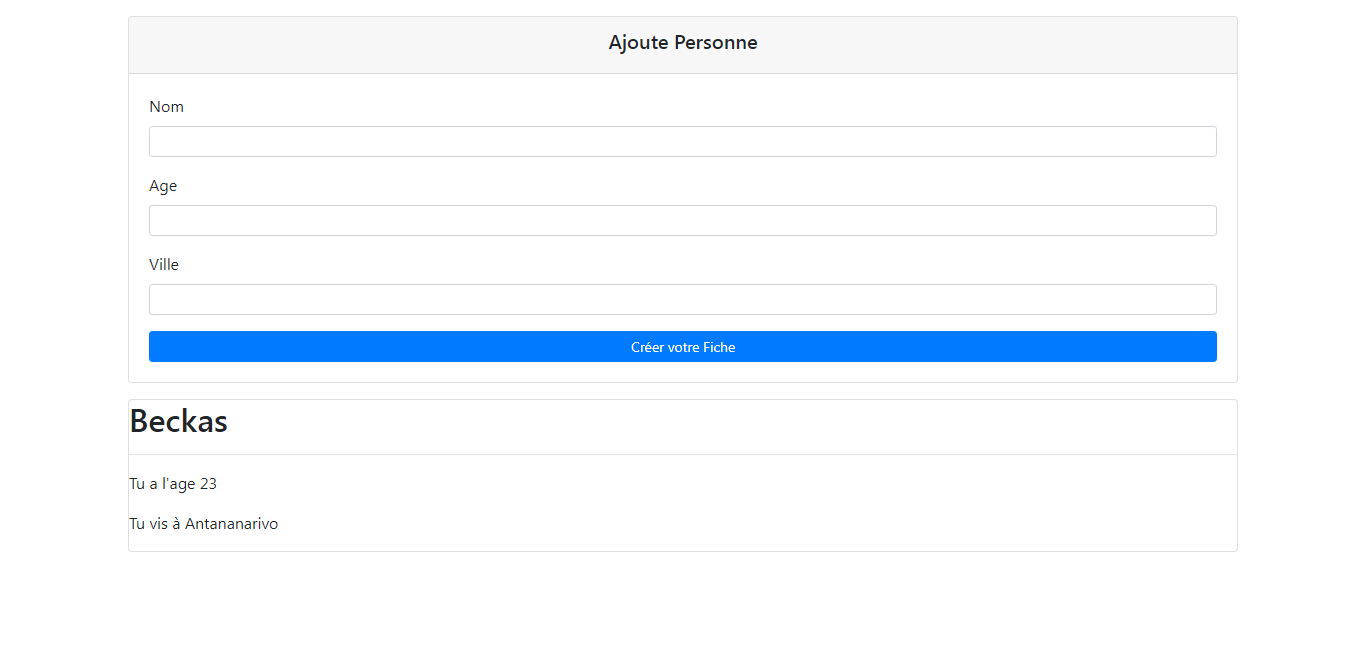 Ajoute Personne
Nom
Age
Ville
Créer votre Fiche
Beckas
Tu a l'age 23
Tu vis à Antananarivo